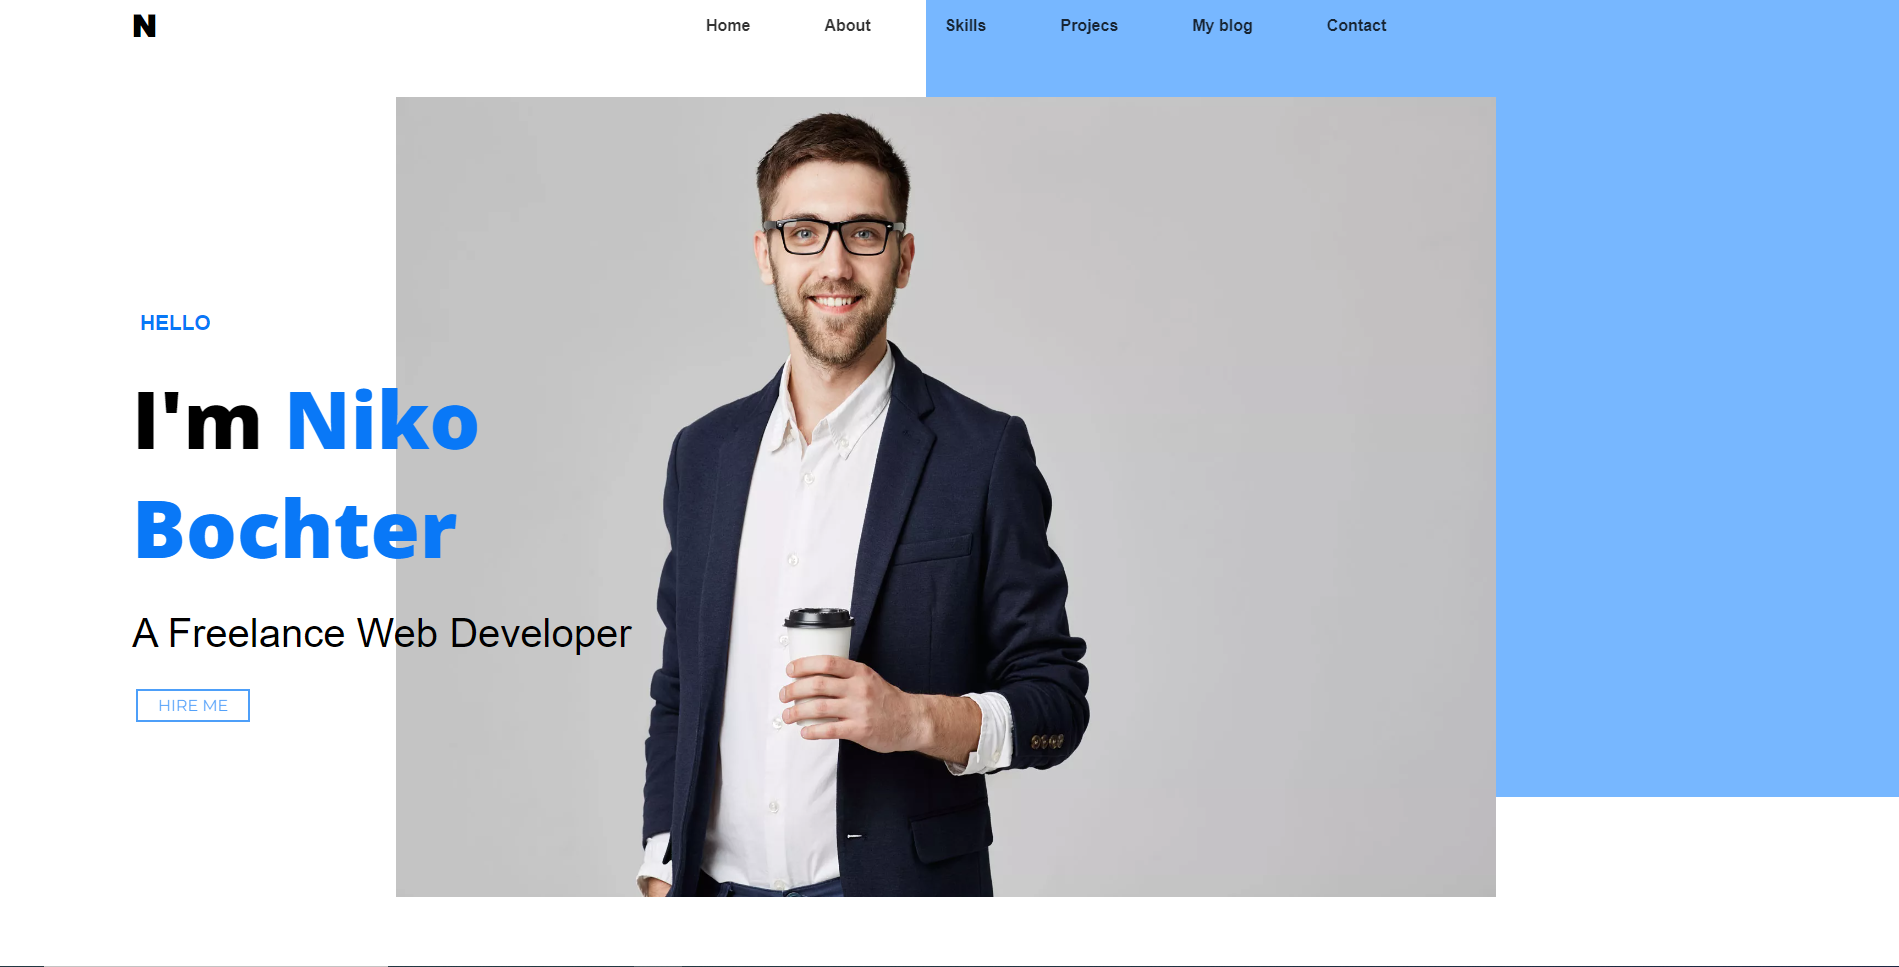 N
Home About Skills Projecs My blog Contact
HELLO
I'm Niko
Bochter
A Freelance Web Developer
HIRE ME